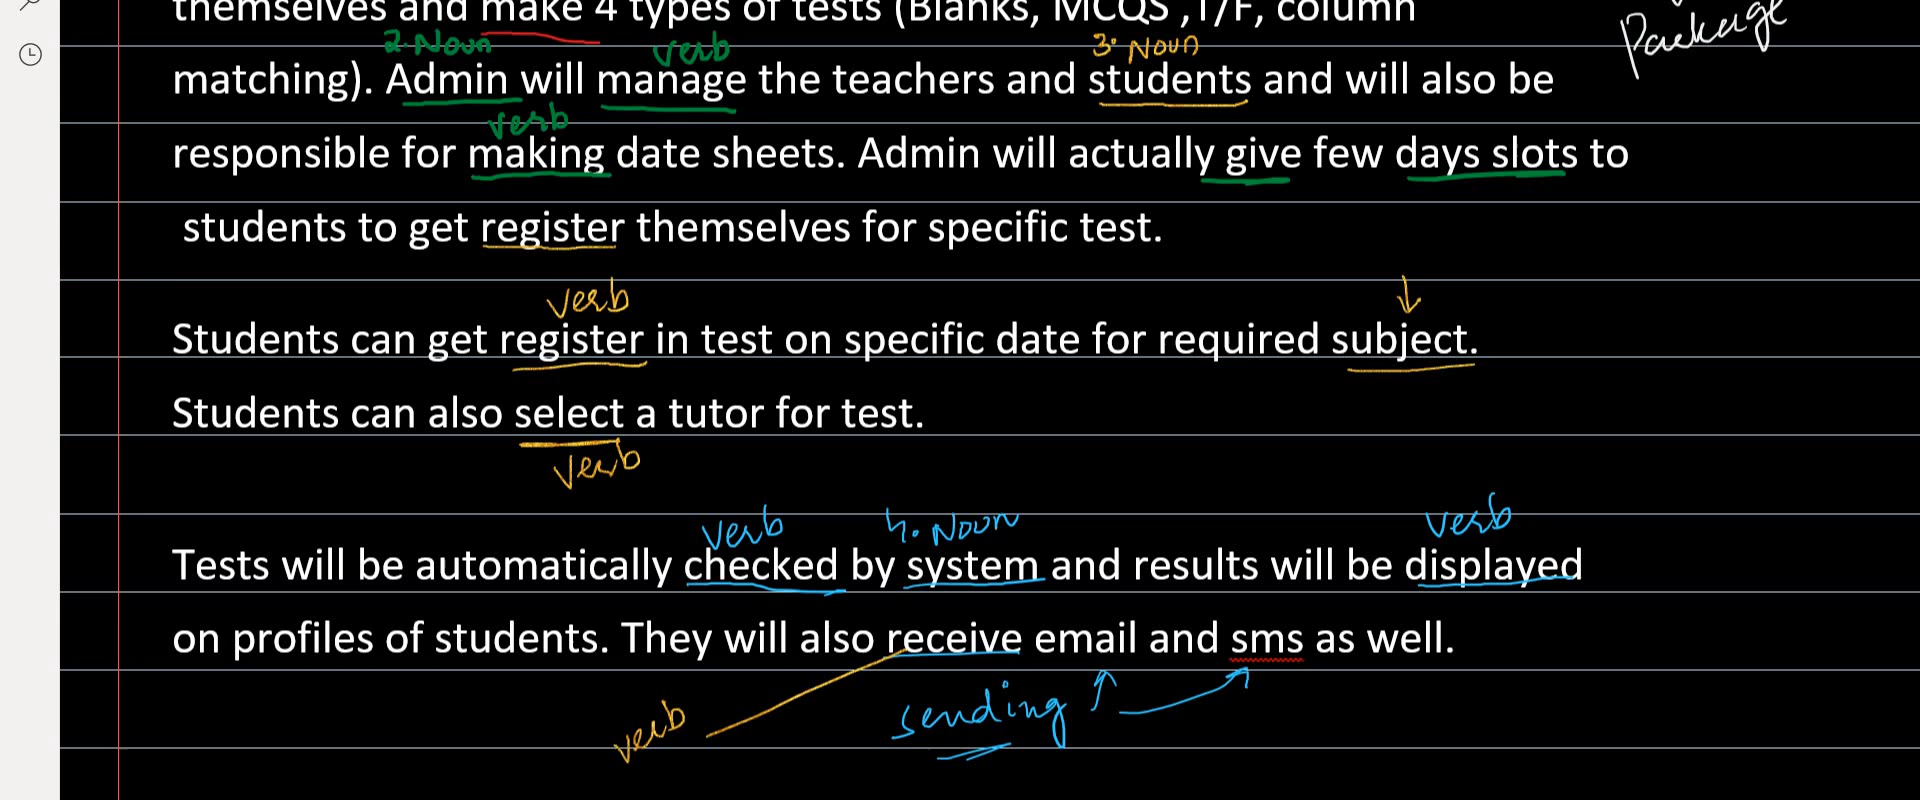 themselves and make 4 types of tests (Blanks, MCQS ,T/F, column
Package
2. Noun verb 3. Noun
matching). Admin will manage the teachers and students and will also be
verb
responsible for making date sheets. Admin will actually give few days slots to
students to get register themselves for specific test.
verb
Students can get register in test on specific date for required subject.
Students can also select a tutor for test.
verb
verb 4. Noun verb
Tests will be automatically checked by system and results will be displayed
on profiles of students. They will also receive email and sms as well.
verb sending